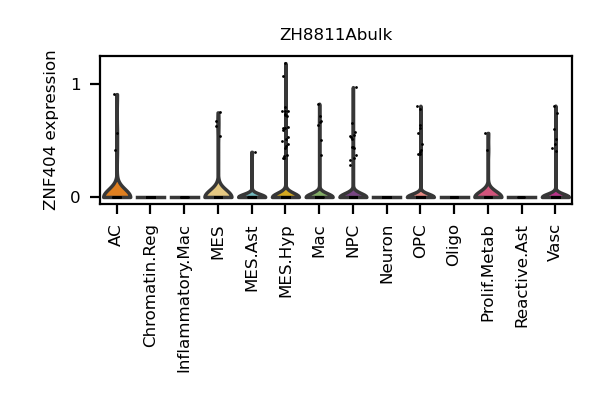 ZH8811Abulk
ZNF404 expression
1
0
AC
Chromatin.Reg
Inflammatory.Mac
MES
MES.Ast
MES.Hyp
Mac
NPC
Neuron
OPC
Oligo
Prolif.Metab
Reactive.Ast
Vasc